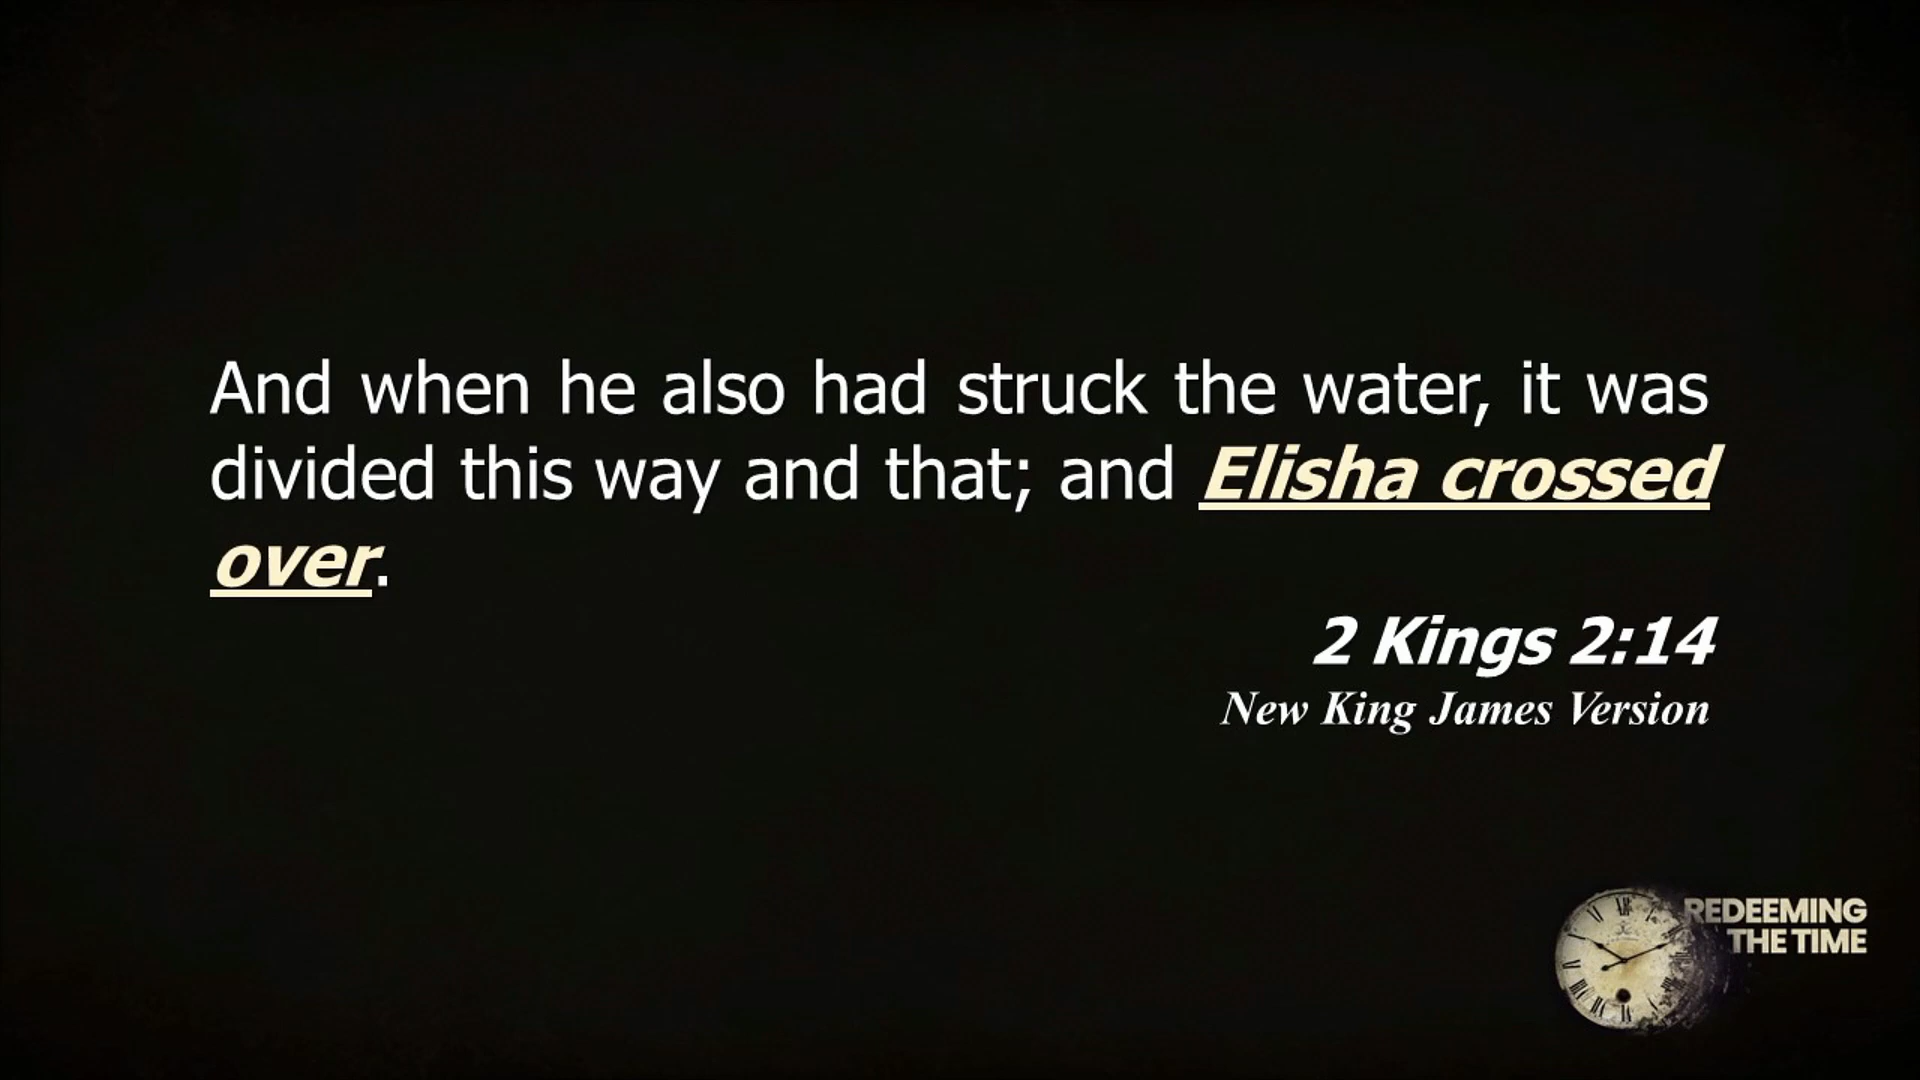 And when he also had struck the water, it was
divided this way and that; and Elisha crossed
over.
2 Kings 2:14
New King James Version
REDEEMING
THE TIME